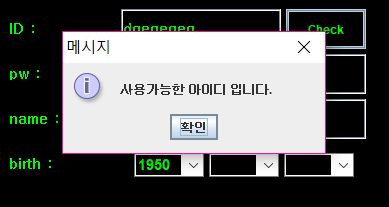 ID :
Check
메시지
pw :
사용가능한 아이디 입니다.
name :
확인
birth :
1950